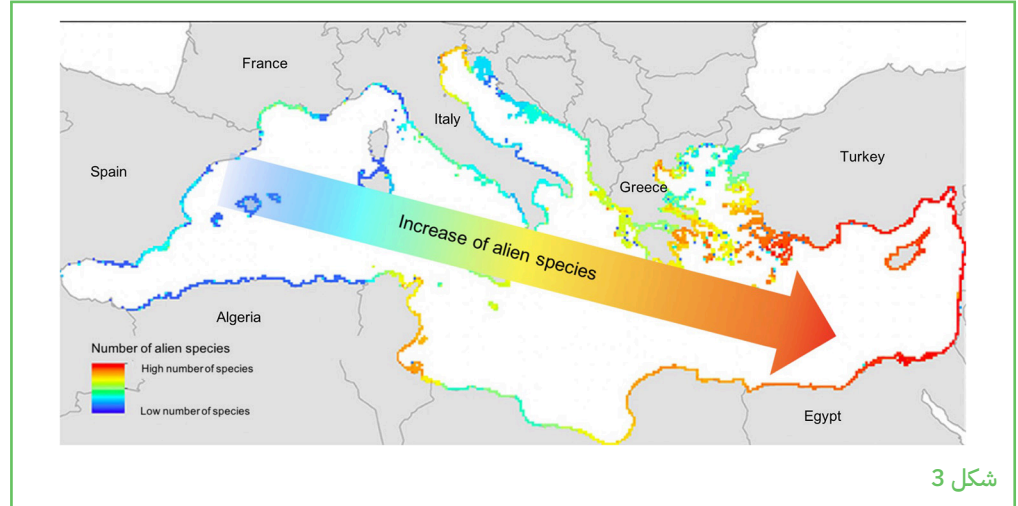 France
Italy
Spain
Turkey
Greece
Increase of alien species
Algeria
Number of alien species
High number of species
Low number of species
Egypt
شكل 3